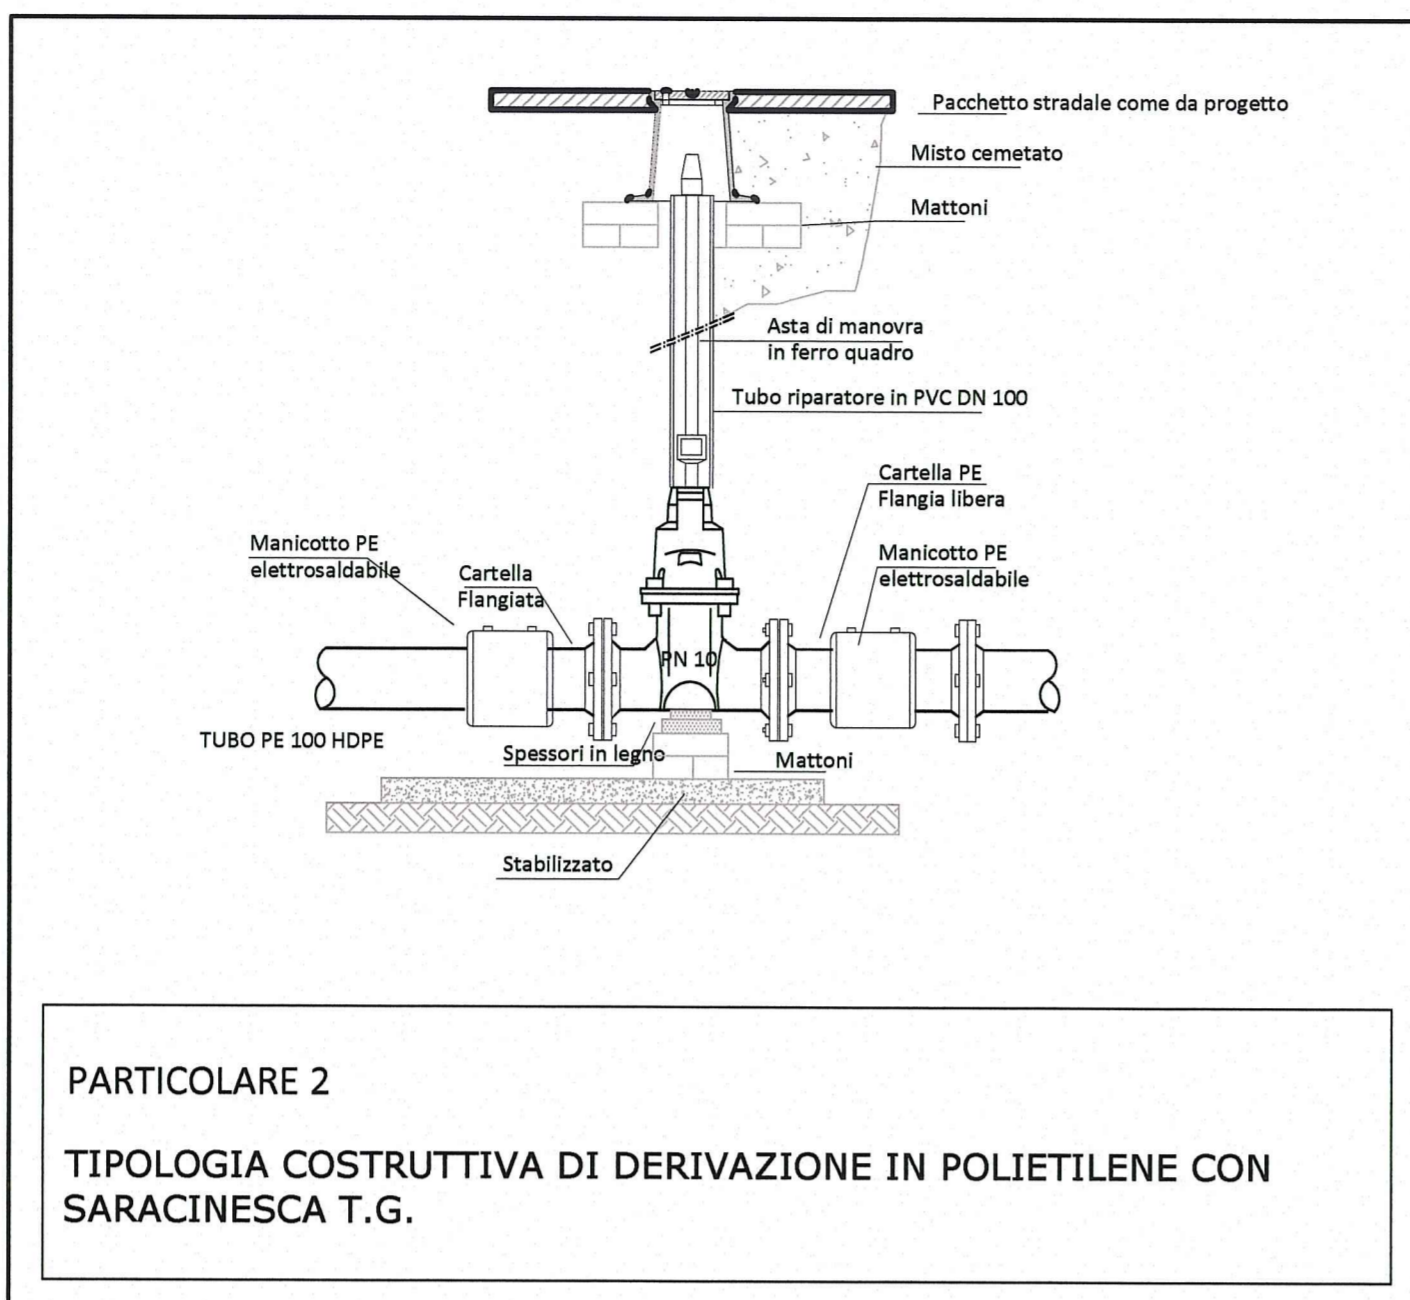 Pacchetto stradale come da progetto
Misto cemetato
Mattoni
Asta di manovra
in ferro quadro
Tubo riparatore in PVC DN 100
Cartella PE
Flangia libera
Manicotto PE
elettrosaldabile
Cartella
Flangiata
Manicotto PE
elettrosaldabile
PN 10
TUBO PE 100 HDPE
Spessori in legno
Mattoni
Stabilizzato
PARTICOLARE 2
TIPOLOGIA COSTRUTTIVA DI DERIVAZIONE IN POLIETILENE CON
SARACINESCA T.G.